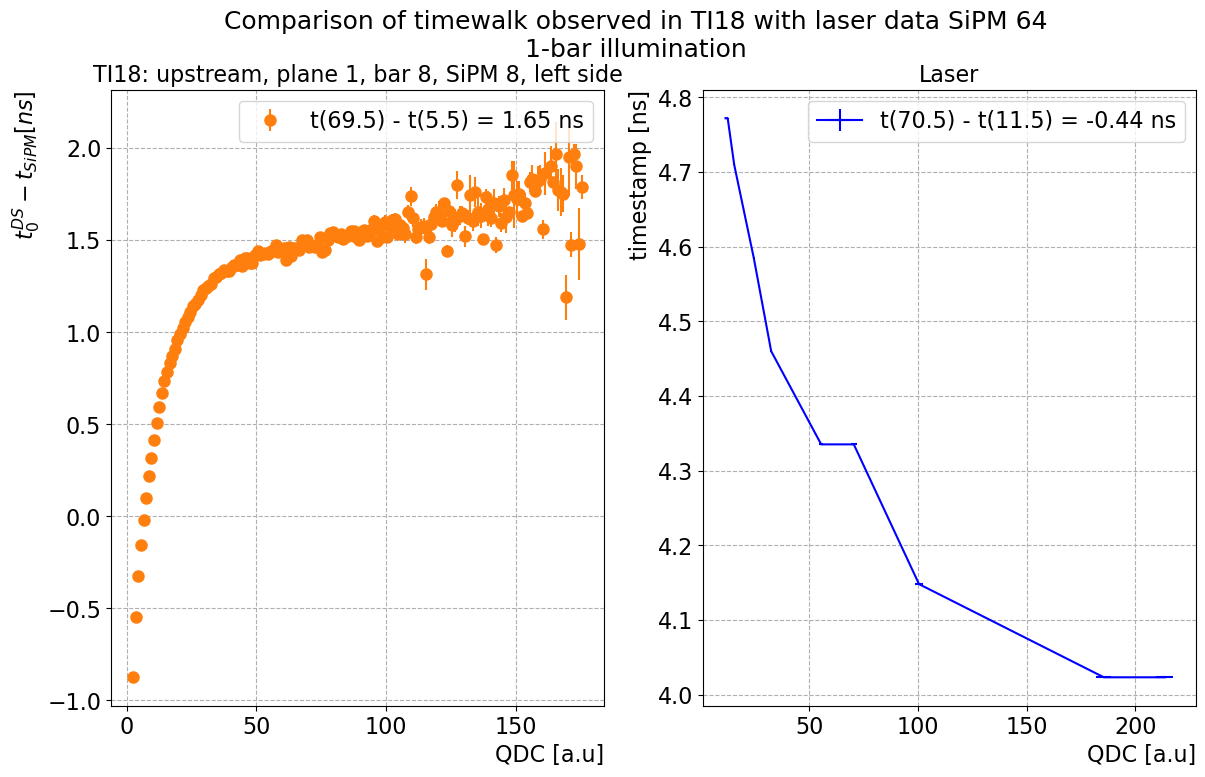 Comparison of timewalk observed in TI18 with laser data SiPM 64
1-bar illumination
TI18: upstream, plane 1, bar 8, SiPM 8, left side
t(69.5) - t(5.5) = 1.65 ns
t_0^{DS} − t_{SiPM}[ns]
2.0
1.5
1.0
0.5
0.0
−0.5
−1.0
0 50 100 150
QDC [a.u]
Laser
t(70.5) - t(11.5) = -0.44 ns
timestamp [ns]
4.8
4.7
4.6
4.5
4.4
4.3
4.2
4.1
4.0
50 100 150 200
QDC [a.u]